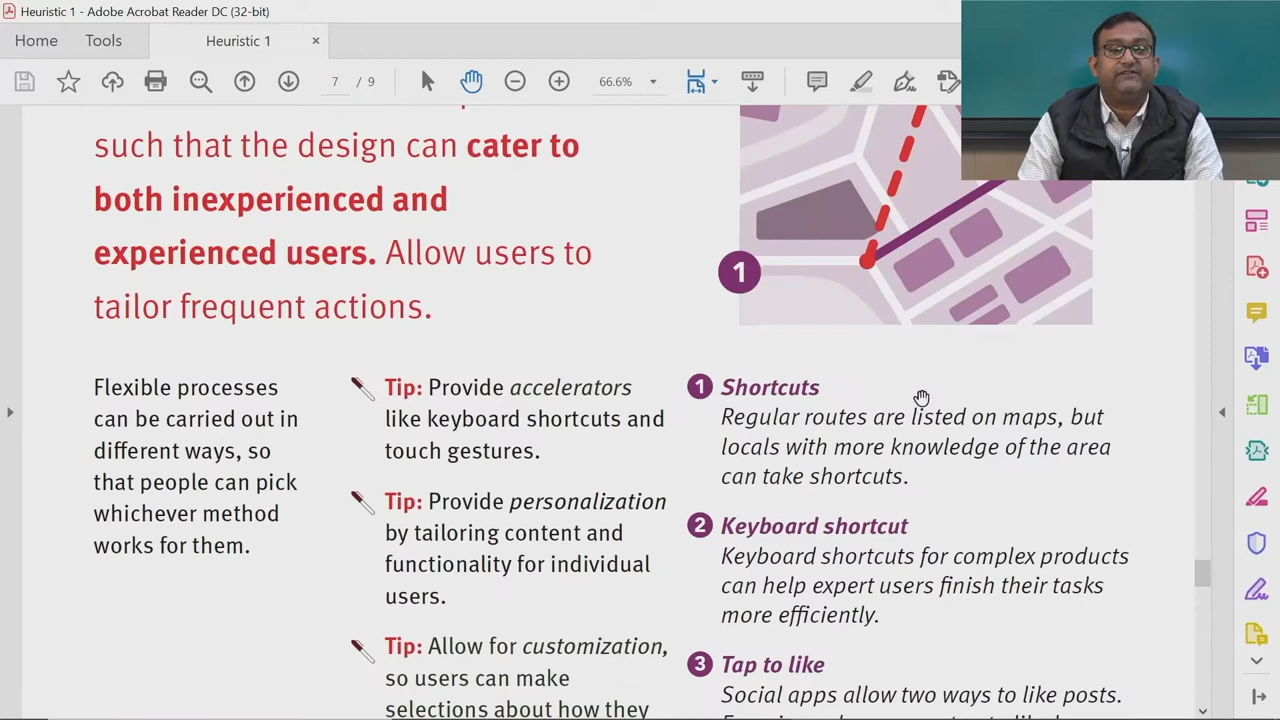 Heuristic 1 - Adobe Acrobat Reader DC (32-bit)
Home
Tools
Heuristic 1
7 / 9
66.6%
such that the design can cater to
both inexperienced and
experienced users. Allow users to
tailor frequent actions.
1
Flexible processes
can be carried out in
different ways, so
that people can pick
whichever method
works for them.
Tip: Provide accelerators
like keyboard shortcuts and
touch gestures.
Tip: Provide personalization
by tailoring content and
functionality for individual
users.
Tip: Allow for customization,
so users can make
selections about how they
1 Shortcuts
Regular routes are listed on maps, but
locals with more knowledge of the area
can take shortcuts.
2 Keyboard shortcut
Keyboard shortcuts for complex products
can help expert users finish their tasks
more efficiently.
3 Tap to like
Social apps allow two ways to like posts.